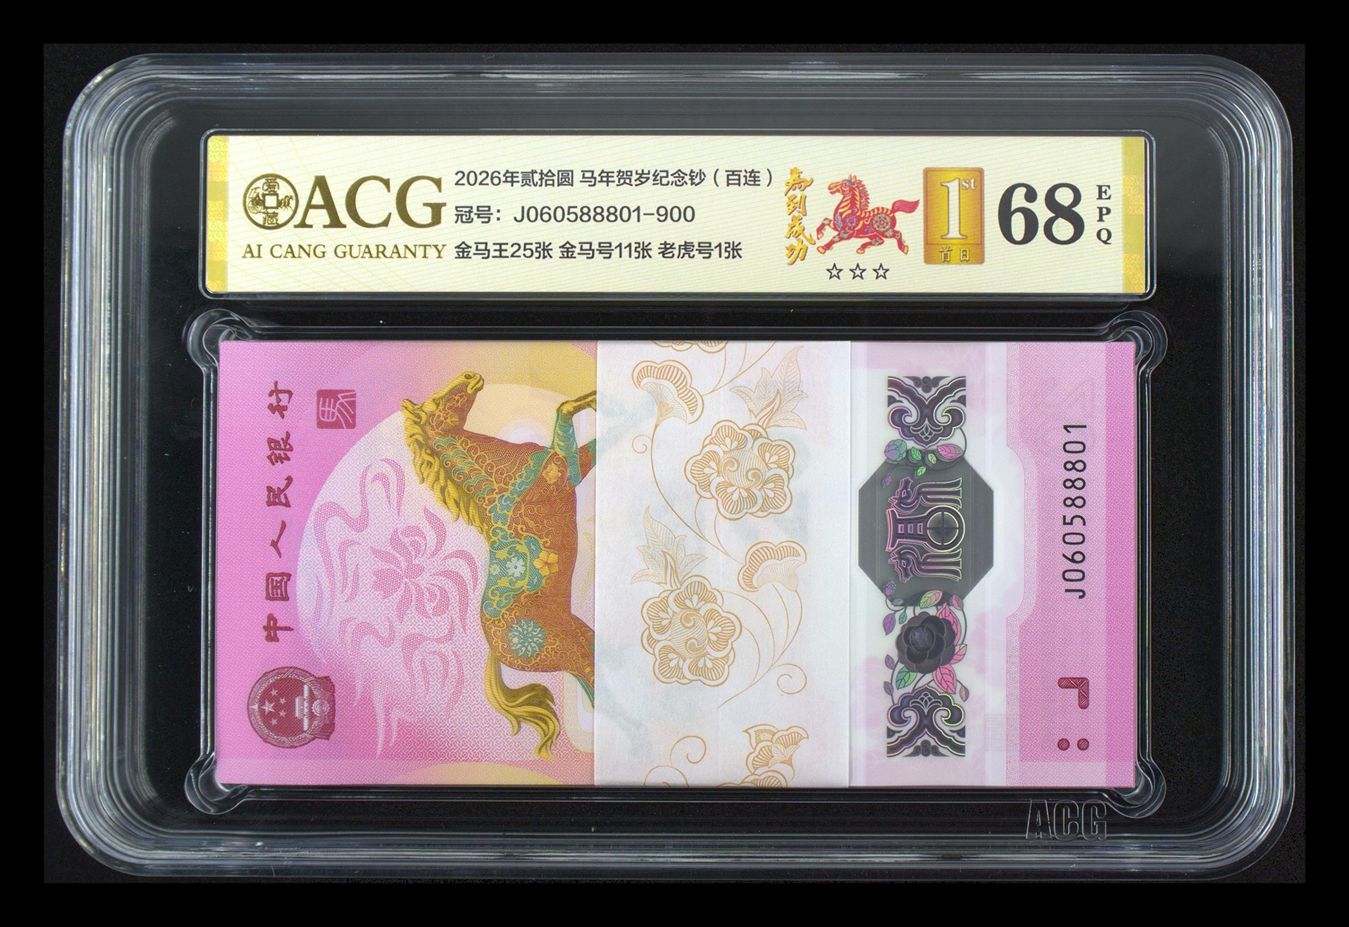 ACG
AI CANG GUARANTY
2026年贰拾圆 马年贺岁纪念钞（百连）
冠号：J060588801-900
金马王25张 金马号11张 老虎号1张
馬到成功
☆☆☆
1st
首日
68
EPQ
中国人民银行
J060588801
ACG